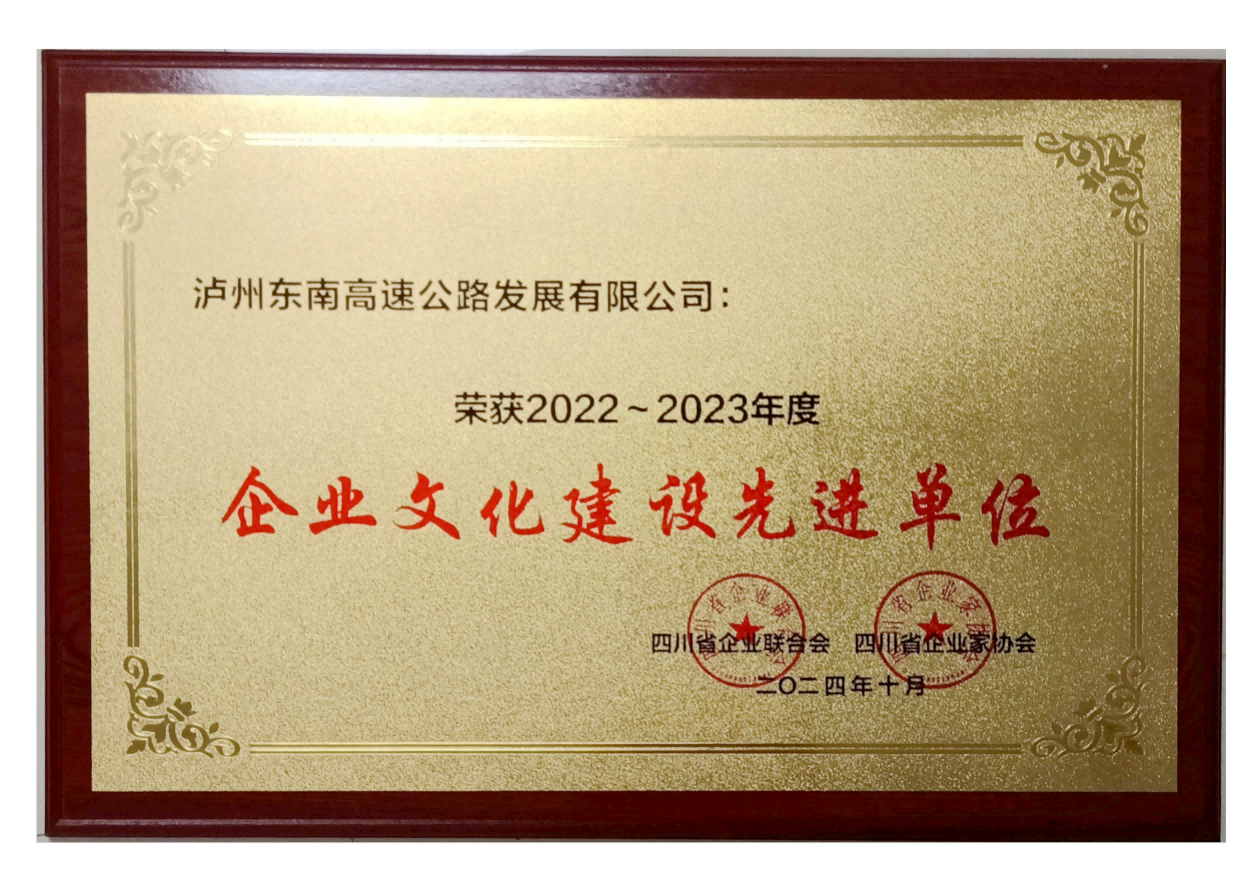 泸州东南高速公路发展有限公司：
荣获2022～2023年度
企业文化建设先进单位
四川省企业联合会 四川省企业家协会
二〇二四年十月